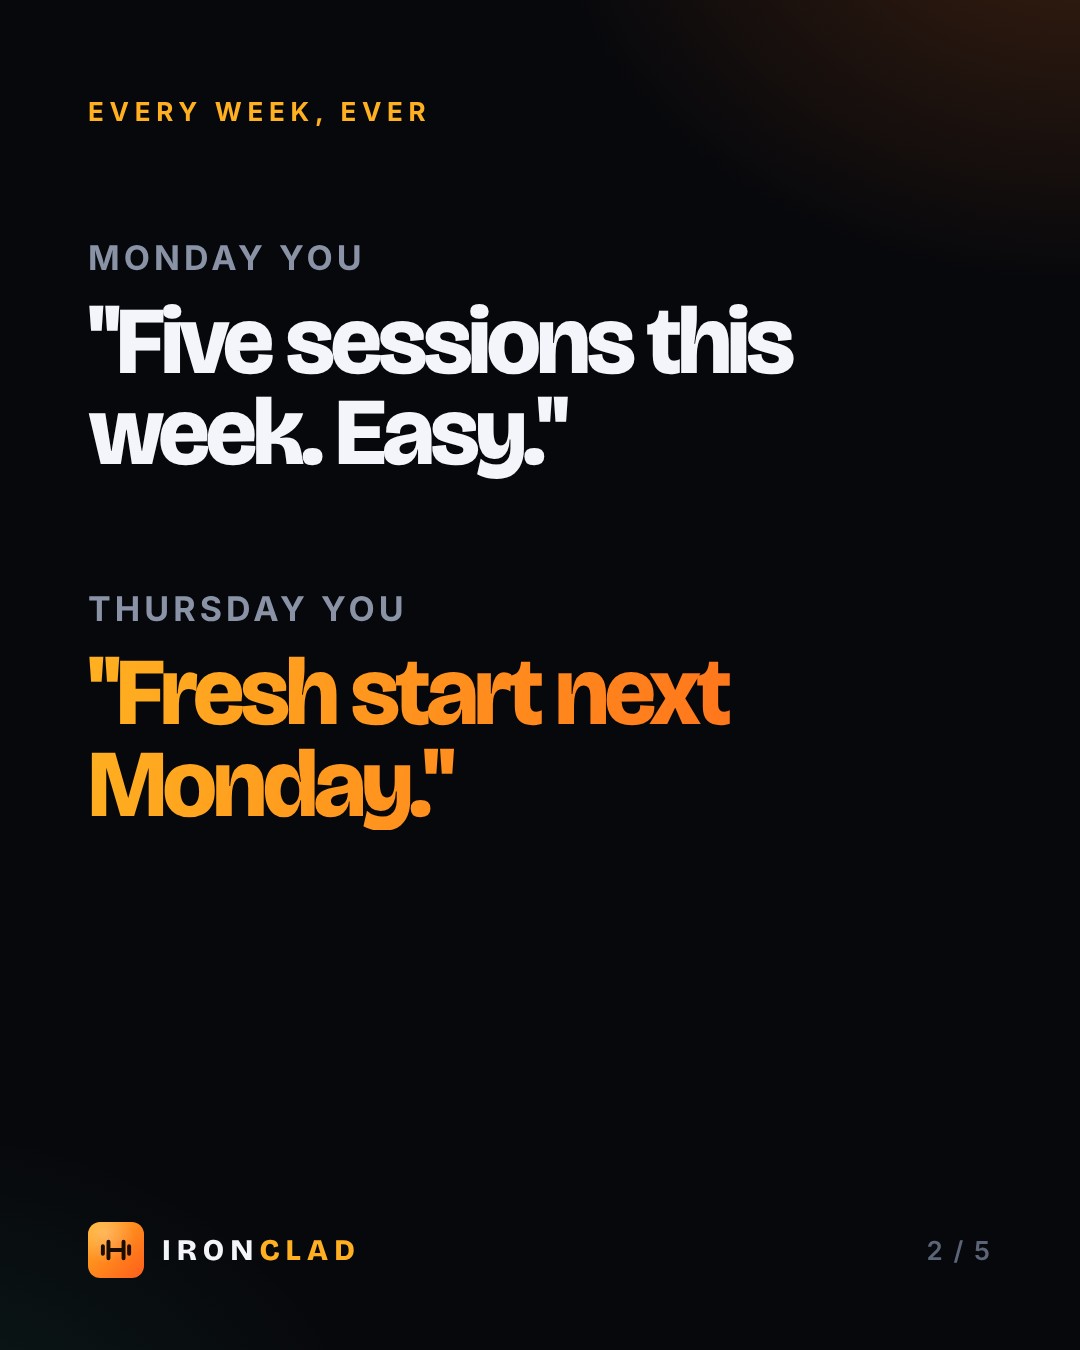 EVERY WEEK, EVER
MONDAY YOU
"Five sessions this
week. Easy."
THURSDAY YOU
"Fresh start next
Monday."
IRONCLAD
2 / 5